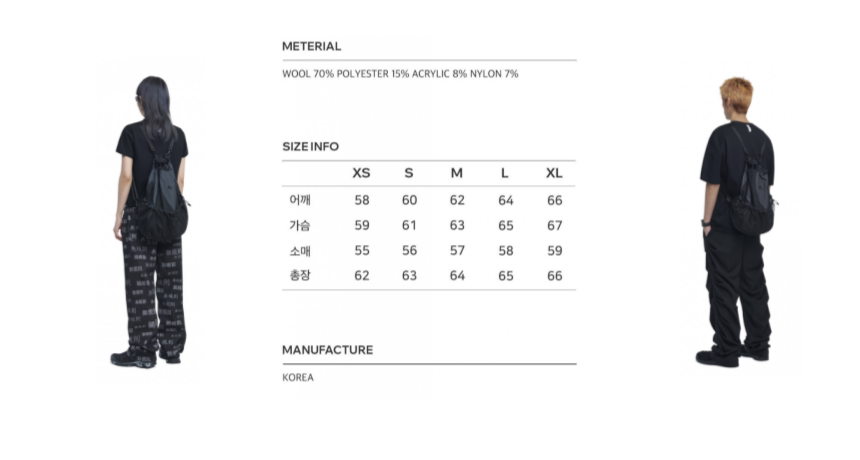 METERIAL
WOOL 70% POLYESTER 15% ACRYLIC 8% NYLON 7%
SIZE INFO
XS S M L XL
어깨 58 60 62 64 66
가슴 59 61 63 65 67
소매 55 56 57 58 59
총장 62 63 64 65 66
MANUFACTURE
KOREA